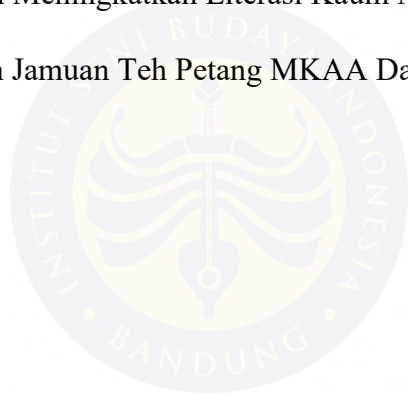 Meningkatkan Literasi Kaum
Jamuan Teh Petang MKAA Da
INSTITUT SENI BUDAYA INDONESIA
BANDUNG